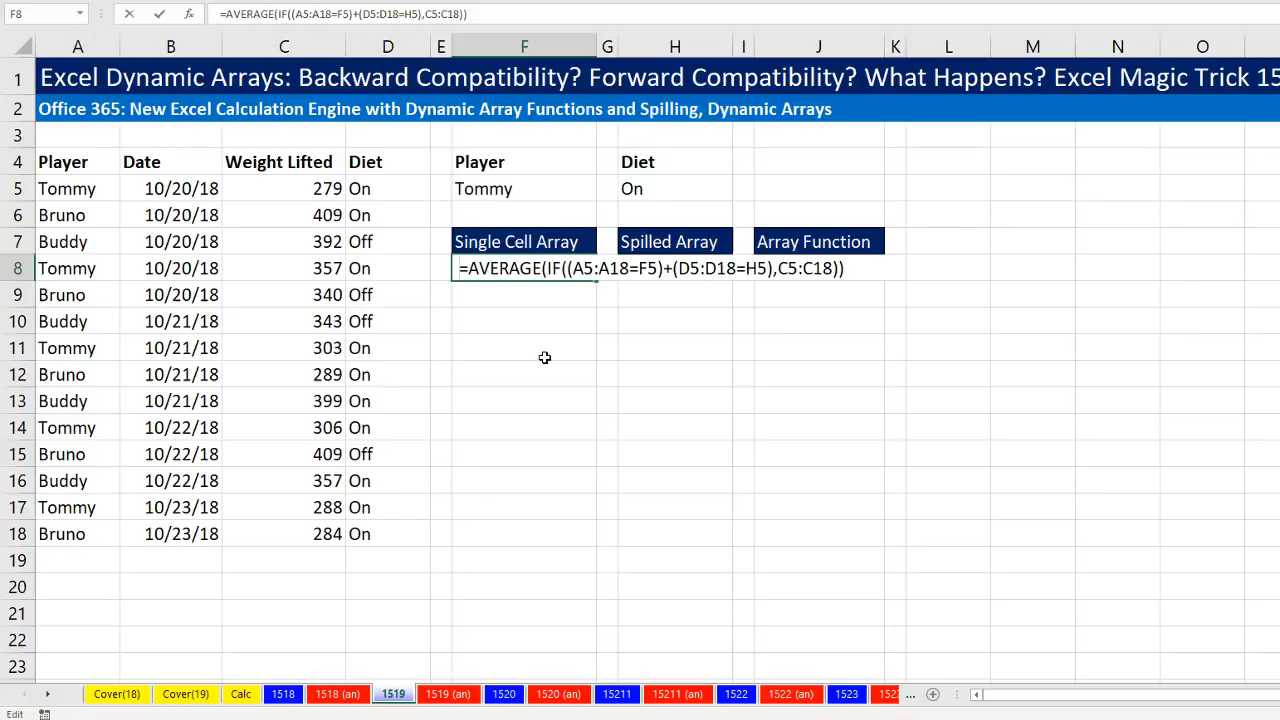 F8 =AVERAGE(IF((A5:A18=F5)+(D5:D18=H5),C5:C18))
A B C D E F G H I J K L M N O
1 Excel Dynamic Arrays: Backward Compatibility? Forward Compatibility? What Happens? Excel Magic Trick 15
2 Office 365: New Excel Calculation Engine with Dynamic Array Functions and Spilling, Dynamic Arrays
3
4 Player Date Weight Lifted Diet Player Diet
5 Tommy 10/20/18 279 On Tommy On
6 Bruno 10/20/18 409 On
7 Buddy 10/20/18 392 Off Single Cell Array Spilled Array Array Function
8 Tommy 10/20/18 357 On =AVERAGE(IF((A5:A18=F5)+(D5:D18=H5),C5:C18))
9 Bruno 10/20/18 340 Off
10 Buddy 10/21/18 343 Off
11 Tommy 10/21/18 303 On
12 Bruno 10/21/18 289 On
13 Buddy 10/21/18 399 On
14 Tommy 10/22/18 306 On
15 Bruno 10/22/18 409 Off
16 Buddy 10/22/18 357 On
17 Tommy 10/23/18 288 On
18 Bruno 10/23/18 284 On
19
20
21
22
23
Cover(18) Cover(19) Calc 1518 1518 (an) 1519 1519 (an) 1520 1520 (an) 15211 15211 (an) 1522 1522 (an) 1523 152 ...
Edit